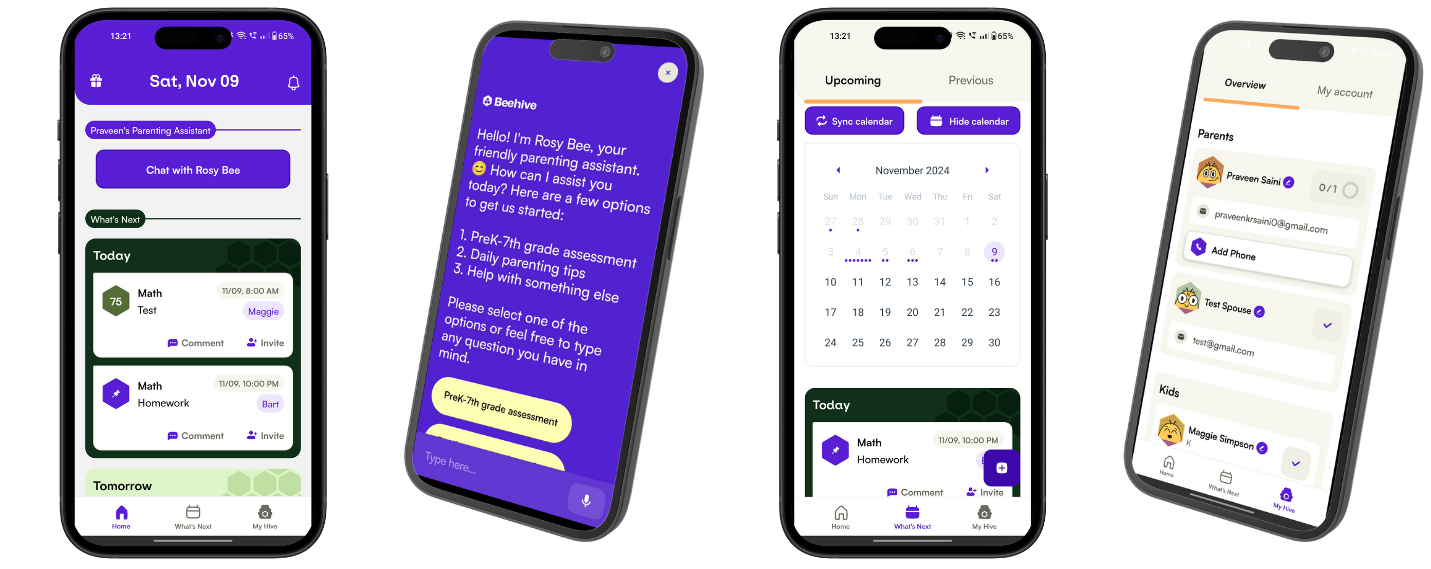 13:21
65%
Sat, Nov 09
Praveen's Parenting Assistant
Chat with Rosy Bee
What's Next
Today
75
Math
11/09, 8:00 AM
Test
Maggie
Comment
Invite
Math
11/09, 10:00 PM
Homework
Bart
Comment
Invite
Tomorrow
Home
What's Next
My Hive
Beehive
Hello! I'm Rosy Bee, your
friendly parenting assistant.
😊 How can I assist you
today? Here are a few options
to get us started:
1. PreK-7th grade assessment
2. Daily parenting tips
3. Help with something else
Please select one of the
options or feel free to type
any question you have in
mind.
PreK-7th grade assessment
Type here...
13:21
65%
Upcoming
Previous
Sync calendar
Hide calendar
November 2024
Sun Mon Tue Wed Thu Fri Sat
27 28 29 30 31 1 2
3 4 5 6 7 8 9
10 11 12 13 14 15 16
17 18 19 20 21 22 23
24 25 26 27 28 29 30
Today
Math
11/09, 10:00 PM
Homework
Comment
Invite
Home
What's Next
My Hive
Overview
My account
Parents
Praveen Saini
0 / 1
praveenkrsaini0@gmail.com
Add Phone
Test Spouse
test@gmail.com
Kids
Maggie Simpson
K
Home
What's Next
My Hive